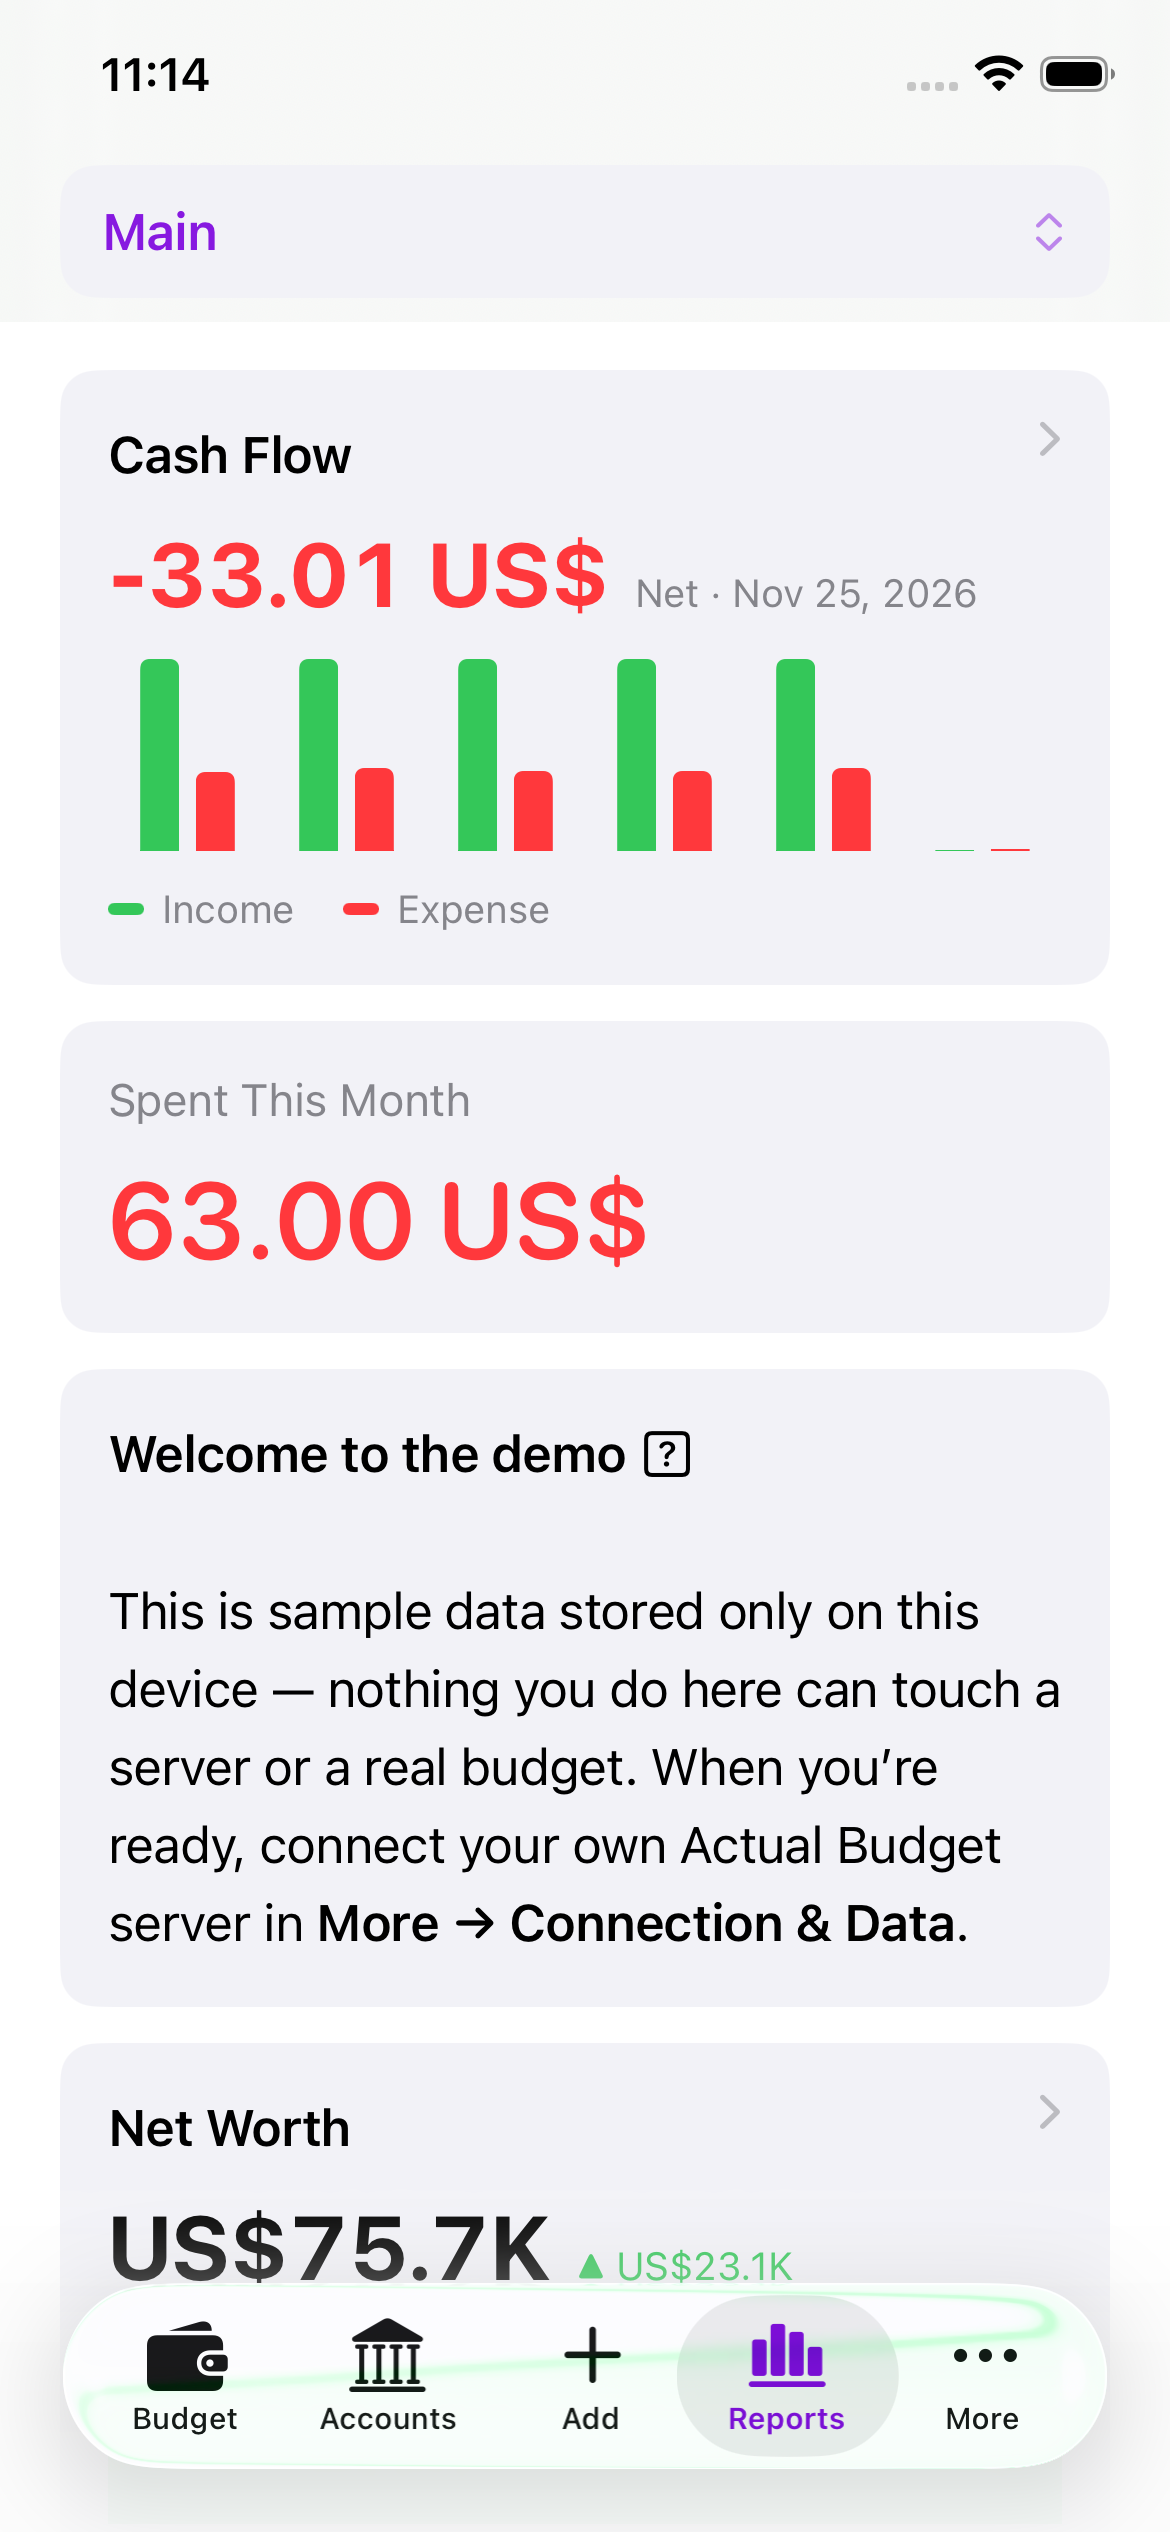 11:14
Main
Cash Flow
-33.01 US$ Net · Nov 25, 2026
Income Expense
Spent This Month
63.00 US$
Welcome to the demo ?
This is sample data stored only on this
device — nothing you do here can touch a
server or a real budget. When you’re
ready, connect your own Actual Budget
server in More → Connection & Data.
Net Worth
US$75.7K ▲ US$23.1K
Budget Accounts Add Reports More